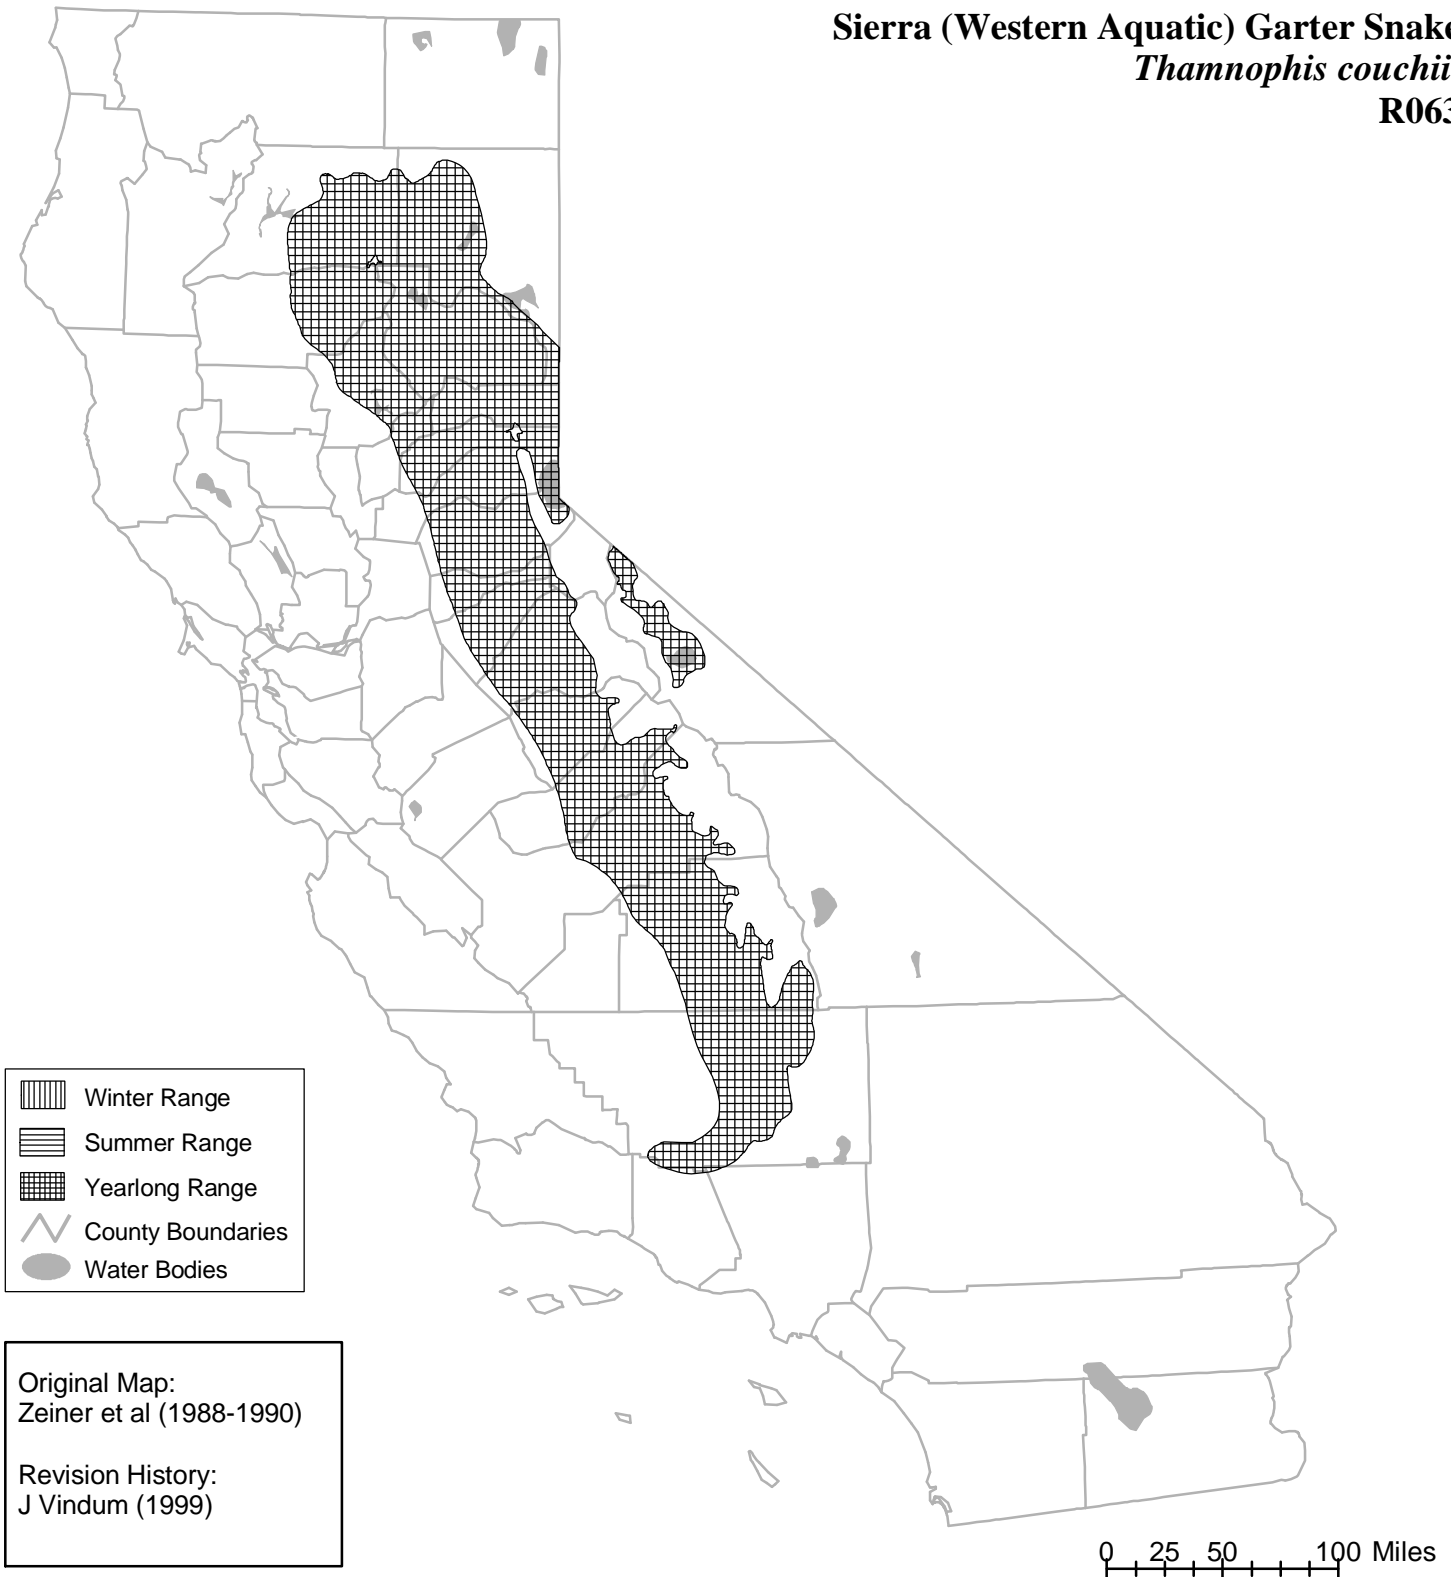 Sierra (Western Aquatic) Garter Snake
Thamnophis couchii
R063
Winter Range
Summer Range
Yearlong Range
County Boundaries
Water Bodies
Original Map:
Zeiner et al (1988-1990)
Revision History:
J Vindum (1999)
0 25 50 100 Miles